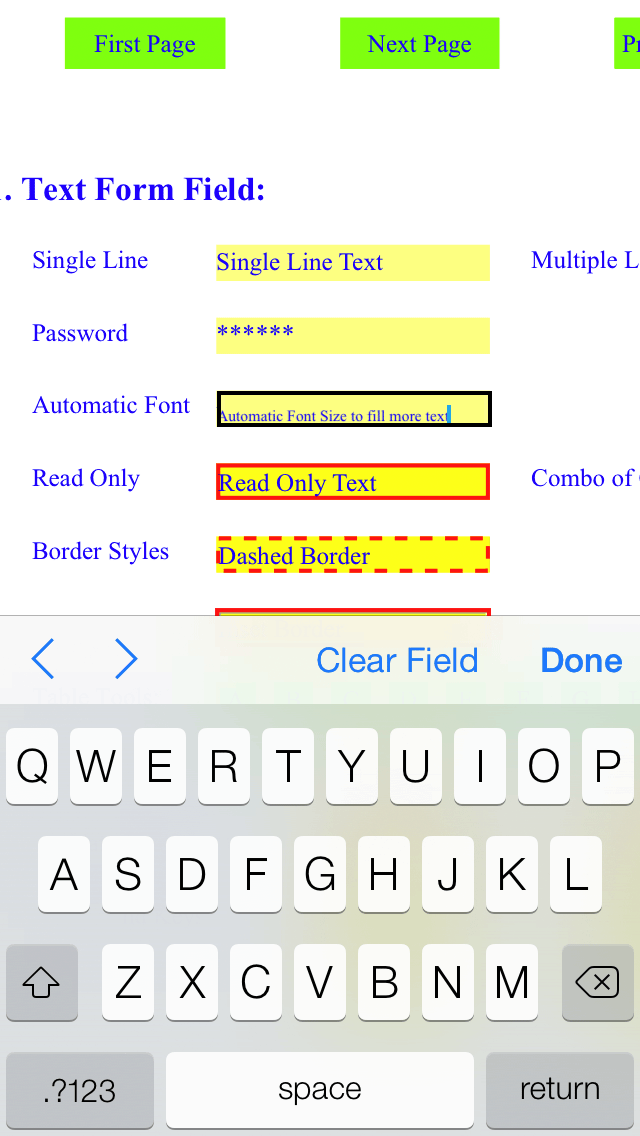 First Page Next Page Pr
. Text Form Field:
Single Line Single Line Text Multiple L
Password ******
Automatic Font Automatic Font Size to fill more text
Read Only Read Only Text Combo of
Border Styles Dashed Border
Clear Field Done
Q W E R T Y U I O P
A S D F G H J K L
Z X C V B N M
.?123 space return